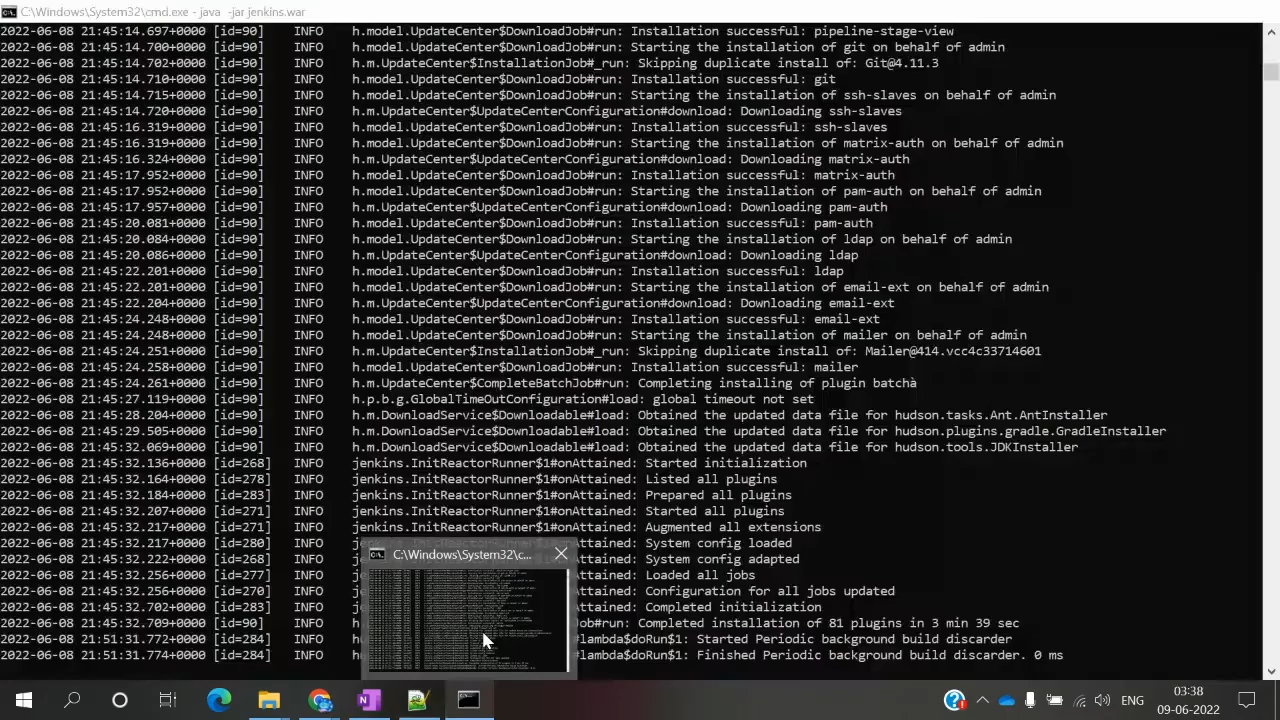 C:\Windows\System32\cmd.exe - java  -jar jenkins.war
2022-06-08 21:45:14.697+0000 [id=90]    INFO    h.model.UpdateCenter$DownloadJob#run: Installation successful: pipeline-stage-view
2022-06-08 21:45:14.700+0000 [id=90]    INFO    h.model.UpdateCenter$DownloadJob#run: Starting the installation of git on behalf of admin
2022-06-08 21:45:14.702+0000 [id=90]    INFO    h.m.UpdateCenter$InstallationJob#_run: Skipping duplicate install of: Git@4.11.3
2022-06-08 21:45:14.710+0000 [id=90]    INFO    h.model.UpdateCenter$DownloadJob#run: Installation successful: git
2022-06-08 21:45:14.715+0000 [id=90]    INFO    h.model.UpdateCenter$DownloadJob#run: Starting the installation of ssh-slaves on behalf of admin
2022-06-08 21:45:14.720+0000 [id=90]    INFO    h.m.UpdateCenter$UpdateCenterConfiguration#download: Downloading ssh-slaves
2022-06-08 21:45:16.319+0000 [id=90]    INFO    h.model.UpdateCenter$DownloadJob#run: Installation successful: ssh-slaves
2022-06-08 21:45:16.319+0000 [id=90]    INFO    h.model.UpdateCenter$DownloadJob#run: Starting the installation of matrix-auth on behalf of admin
2022-06-08 21:45:16.324+0000 [id=90]    INFO    h.m.UpdateCenter$UpdateCenterConfiguration#download: Downloading matrix-auth
2022-06-08 21:45:17.952+0000 [id=90]    INFO    h.model.UpdateCenter$DownloadJob#run: Installation successful: matrix-auth
2022-06-08 21:45:17.952+0000 [id=90]    INFO    h.model.UpdateCenter$DownloadJob#run: Starting the installation of pam-auth on behalf of admin
2022-06-08 21:45:17.957+0000 [id=90]    INFO    h.m.UpdateCenter$UpdateCenterConfiguration#download: Downloading pam-auth
2022-06-08 21:45:20.081+0000 [id=90]    INFO    h.model.UpdateCenter$DownloadJob#run: Installation successful: pam-auth
2022-06-08 21:45:20.084+0000 [id=90]    INFO    h.model.UpdateCenter$DownloadJob#run: Starting the installation of ldap on behalf of admin
2022-06-08 21:45:20.086+0000 [id=90]    INFO    h.m.UpdateCenter$UpdateCenterConfiguration#download: Downloading ldap
2022-06-08 21:45:22.201+0000 [id=90]    INFO    h.model.UpdateCenter$DownloadJob#run: Installation successful: ldap
2022-06-08 21:45:22.201+0000 [id=90]    INFO    h.model.UpdateCenter$DownloadJob#run: Starting the installation of email-ext on behalf of admin
2022-06-08 21:45:22.204+0000 [id=90]    INFO    h.m.UpdateCenter$UpdateCenterConfiguration#download: Downloading email-ext
2022-06-08 21:45:24.248+0000 [id=90]    INFO    h.model.UpdateCenter$DownloadJob#run: Installation successful: email-ext
2022-06-08 21:45:24.248+0000 [id=90]    INFO    h.model.UpdateCenter$DownloadJob#run: Starting the installation of mailer on behalf of admin
2022-06-08 21:45:24.251+0000 [id=90]    INFO    h.m.UpdateCenter$InstallationJob#_run: Skipping duplicate install of: Mailer@414.vcc4c33714601
2022-06-08 21:45:24.258+0000 [id=90]    INFO    h.model.UpdateCenter$DownloadJob#run: Installation successful: mailer
2022-06-08 21:45:24.261+0000 [id=90]    INFO    h.m.UpdateCenter$CompleteBatchJob#run: Completing installing of plugin batchà
2022-06-08 21:45:27.119+0000 [id=90]    INFO    h.p.b.g.GlobalTimeOutConfiguration#load: global timeout not set
2022-06-08 21:45:28.204+0000 [id=90]    INFO    h.m.DownloadService$Downloadable#load: Obtained the updated data file for hudson.tasks.Ant.AntInstaller
2022-06-08 21:45:29.505+0000 [id=90]    INFO    h.m.DownloadService$Downloadable#load: Obtained the updated data file for hudson.plugins.gradle.GradleInstaller
2022-06-08 21:45:32.069+0000 [id=90]    INFO    h.m.DownloadService$Downloadable#load: Obtained the updated data file for hudson.tools.JDKInstaller
2022-06-08 21:45:32.136+0000 [id=268]   INFO    jenkins.InitReactorRunner$1#onAttained: Started initialization
2022-06-08 21:45:32.164+0000 [id=278]   INFO    jenkins.InitReactorRunner$1#onAttained: Listed all plugins
2022-06-08 21:45:32.184+0000 [id=283]   INFO    jenkins.InitReactorRunner$1#onAttained: Prepared all plugins
2022-06-08 21:45:32.207+0000 [id=271]   INFO    jenkins.InitReactorRunner$1#onAttained: Started all plugins
2022-06-08 21:45:32.217+0000 [id=271]   INFO    jenkins.InitReactorRunner$1#onAttained: Augmented all extensions
2022-06-08 21:45:32.217+0000 [id=280]   INFO    Attained: System config loaded
2022-06-08 21:45:3 [id=268]   INFO    Attained: System config adapted
2022-06-08 21:45:3 277]   INFO    Attained: Loaded all jobs
2022-06-08 21:45:3 INFO    Attained: Configuration for all jobs updated
2022-06-08 21:45:3 INFO    Attained: Completed initialization
2022-06-08 21:45:3 INFO    Job#run: Completed installation of 81 plugins in 3 min 39 sec
2022-06-08 21:51:3 INFO    lambda$doRun$1: Started Periodic background build discarder
2022-06-08 21:51:3 [id=284]   INFO    lambda$doRun$1: Finished Periodic background build discarder. 0 ms
C:\Windows\System32\c...
ENG
03:38
09-06-2022